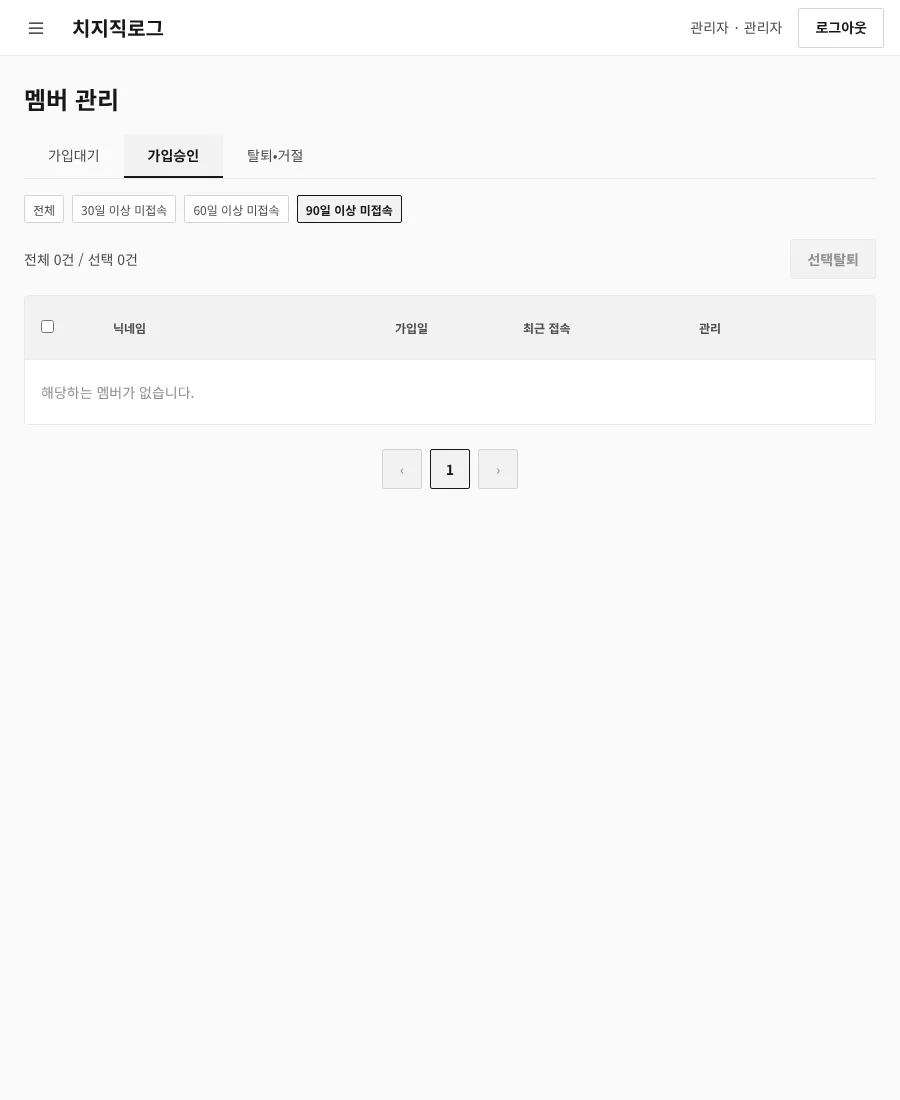 치지직로그
관리자 · 관리자
로그아웃
멤버 관리
가입대기 가입승인 탈퇴•거절
전체 30일 이상 미접속 60일 이상 미접속 90일 이상 미접속
전체 0건 / 선택 0건
선택탈퇴
닉네임 가입일 최근 접속 관리
해당하는 멤버가 없습니다.
‹ 1 ›